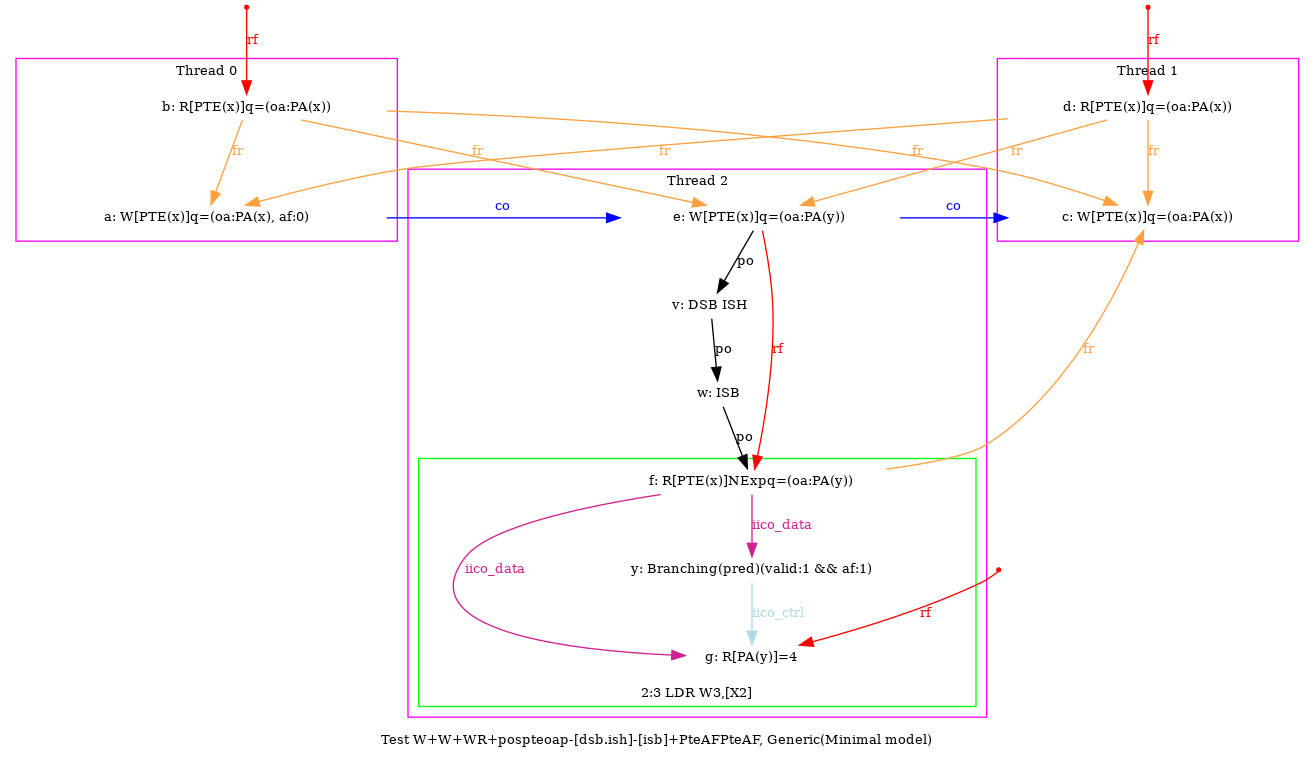 rf
rf
Thread 0
Thread 1
b: R[PTE(x)]q=(oa:PA(x))
d: R[PTE(x)]q=(oa:PA(x))
fr
fr
fr
fr
fr
fr
Thread 2
a: W[PTE(x)]q=(oa:PA(x), af:0)
co
e: W[PTE(x)]q=(oa:PA(y))
co
c: W[PTE(x)]q=(oa:PA(x))
po
v: DSB ISH
po
rf
fr
w: ISB
po
f: R[PTE(x)]NExpq=(oa:PA(y))
iico_data
iico_data
y: Branching(pred)(valid:1 && af:1)
iico_ctrl
rf
g: R[PA(y)]=4
2:3 LDR W3,[X2]
Test W+W+WR+pospteoap-[dsb.ish]-[isb]+PteAFPteAF, Generic(Minimal model)